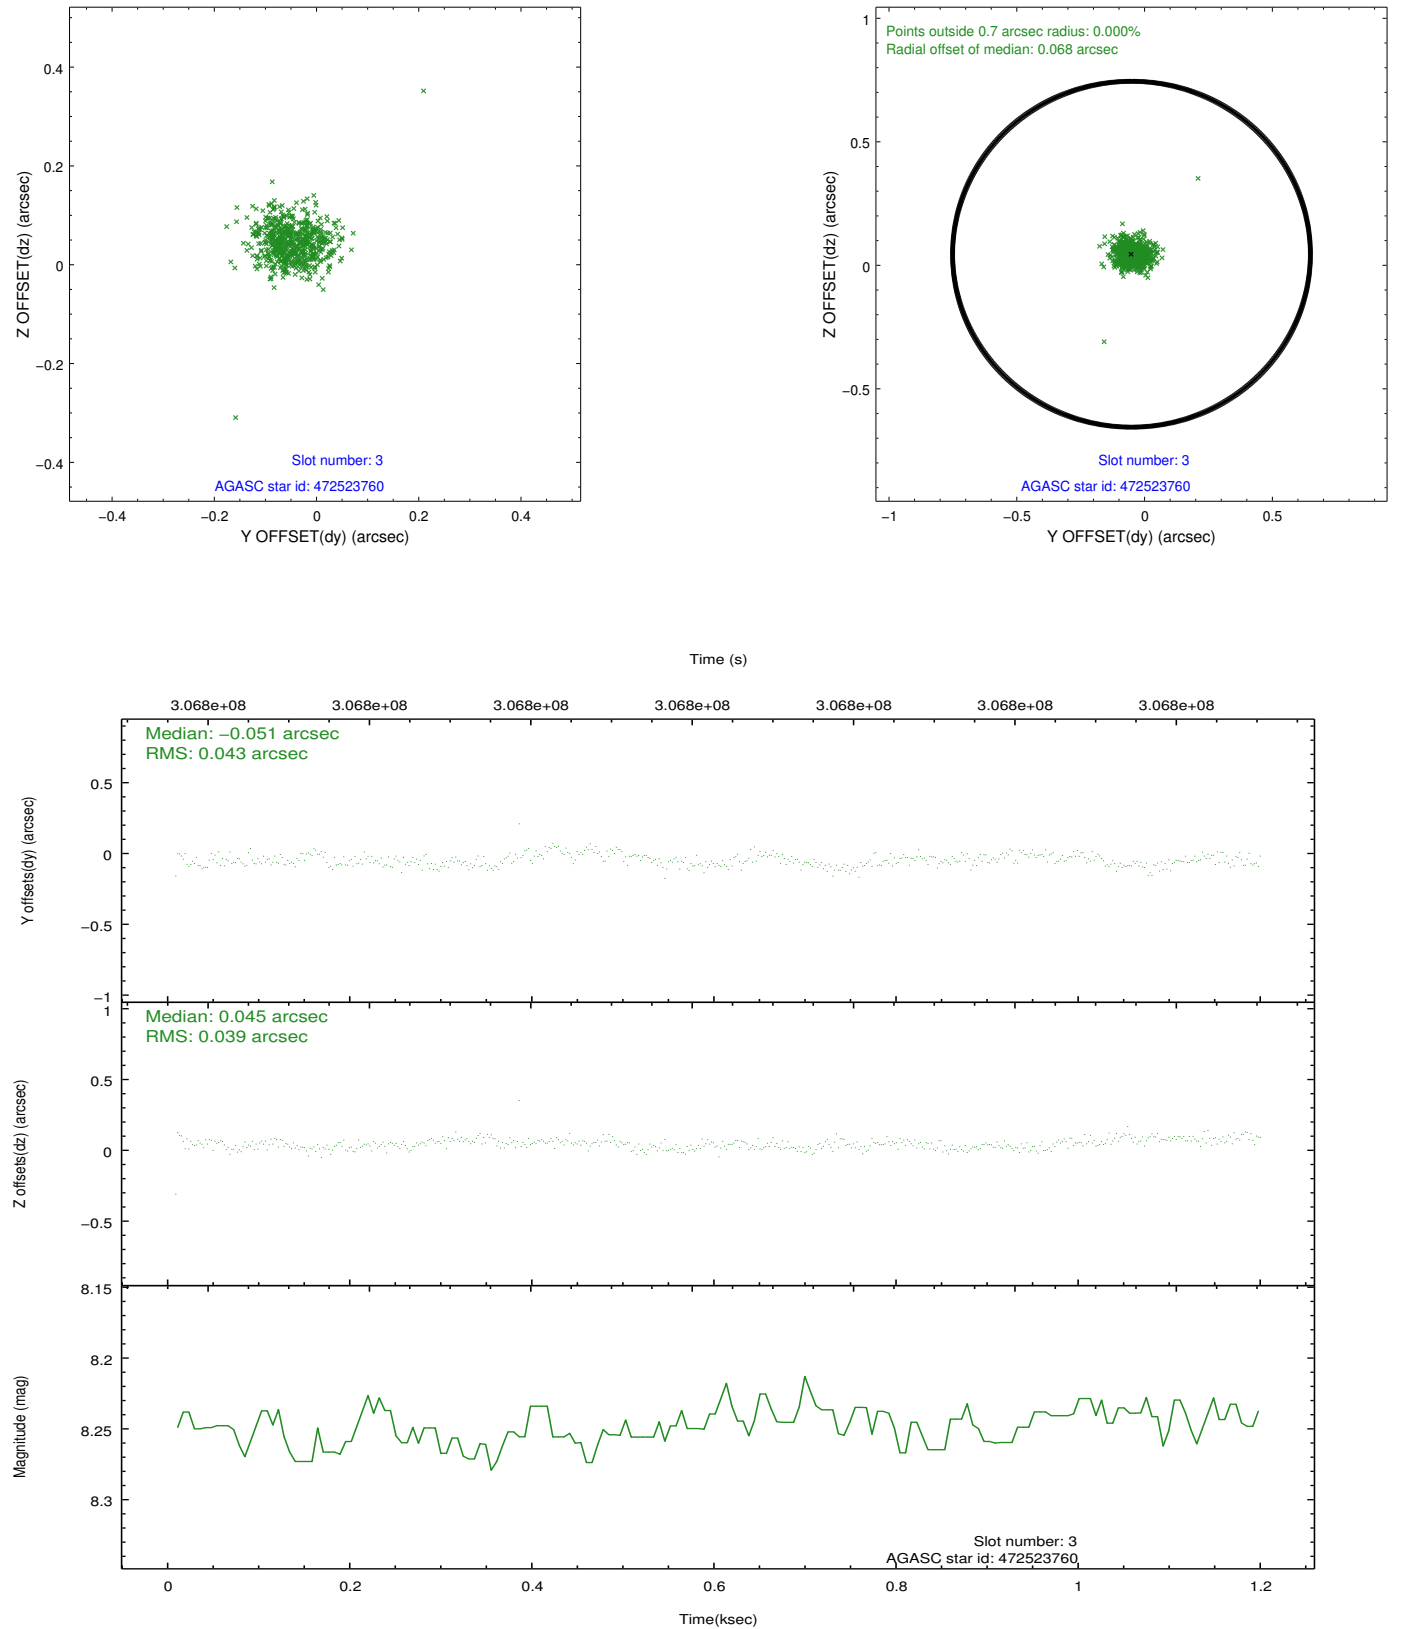 0.4
0.2
0
−0.2
−0.4
Z OFFSET(dz) (arcsec)
Slot number: 3
AGASC star id: 472523760
−0.4
−0.2
0
0.2
0.4
Y OFFSET(dy) (arcsec)
Points outside 0.7 arcsec radius: 0.000%
Radial offset of median: 0.068 arcsec
1
0.5
0
−0.5
Z OFFSET(dz) (arcsec)
Slot number: 3
AGASC star id: 472523760
−1
−0.5
0
0.5
Y OFFSET(dy) (arcsec)
Time (s)
3.068e+08
3.068e+08
3.068e+08
3.068e+08
3.068e+08
3.068e+08
3.068e+08
Median: −0.051 arcsec
RMS: 0.043 arcsec
0.5
0
−0.5
−1
Y offsets(dy) (arcsec)
Median: 0.045 arcsec
RMS: 0.039 arcsec
1
0.5
0
−0.5
Z offsets(dz) (arcsec)
8.15
8.2
8.25
8.3
Magnitude (mag)
Slot number: 3
AGASC star id: 472523760
0
0.2
0.4
0.6
0.8
1
1.2
Time(ksec)